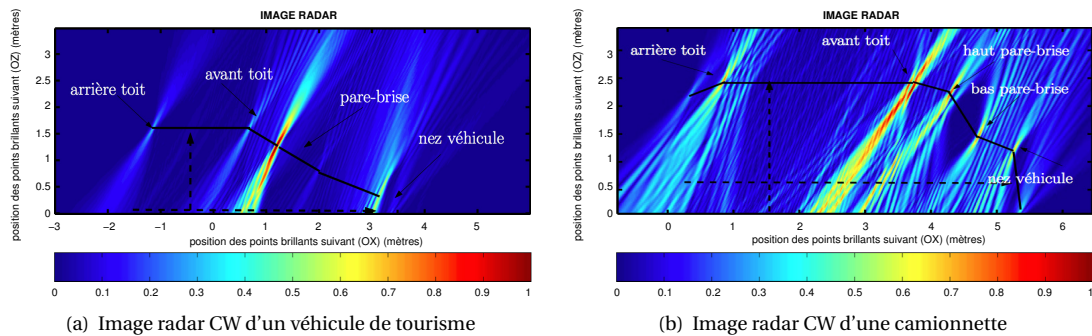 IMAGE RADAR
position des points brillants suivant (OZ) (mètres)
3.5
3
2.5
2
1.5
1
0.5
0
arrière toit
avant toit
pare-brise
nez véhicule
−3 −2 −1 0 1 2 3 4 5
position des points brillants suivant (OX) (mètres)
0 0.1 0.2 0.3 0.4 0.5 0.6 0.7 0.8 0.9 1
(a) Image radar CW d'un véhicule de tourisme
IMAGE RADAR
position des points brillants suivant (OZ) (mètres)
3.5
3
2.5
2
1.5
1
0.5
0
arrière toit
avant toit
haut pare-brise
bas pare-brise
nez véhicule
0 1 2 3 4 5 6
position des points brillants suivant (OX) (mètres)
0 0.1 0.2 0.3 0.4 0.5 0.6 0.7 0.8 0.9 1
(b) Image radar CW d'une camionnette